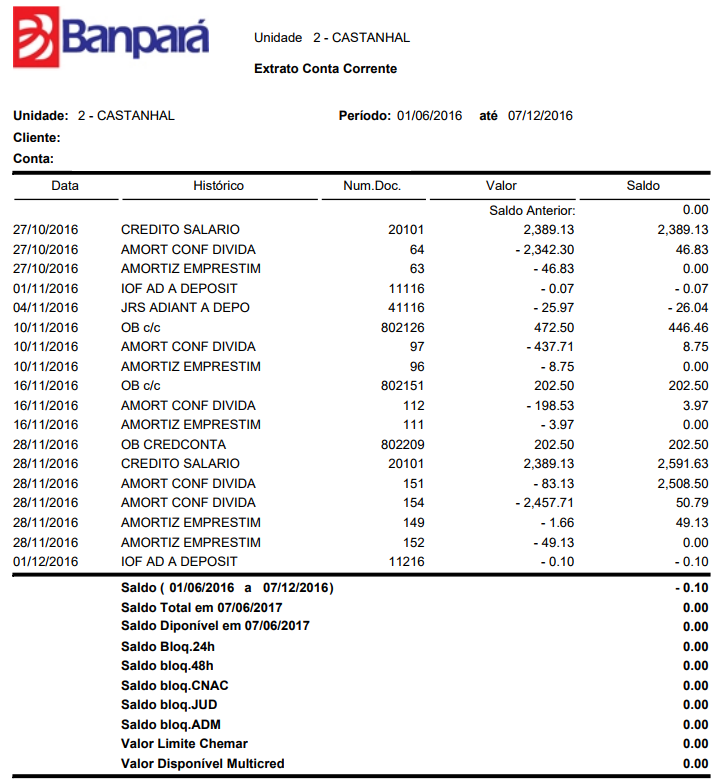 Banpará
Unidade 2 - CASTANHAL
Extrato Conta Corrente
Unidade: 2 - CASTANHAL Período: 01/06/2016 até 07/12/2016
Cliente:
Conta:
Data Histórico Num.Doc. Valor Saldo
Saldo Anterior: 0.00
27/10/2016 CREDITO SALARIO 20101 2,389.13 2,389.13
27/10/2016 AMORT CONF DIVIDA 64 - 2,342.30 46.83
27/10/2016 AMORTIZ EMPRESTIM 63 - 46.83 0.00
01/11/2016 IOF AD A DEPOSIT 11116 - 0.07 - 0.07
04/11/2016 JRS ADIANT A DEPO 41116 - 25.97 - 26.04
10/11/2016 OB c/c 802126 472.50 446.46
10/11/2016 AMORT CONF DIVIDA 97 - 437.71 8.75
10/11/2016 AMORTIZ EMPRESTIM 96 - 8.75 0.00
16/11/2016 OB c/c 802151 202.50 202.50
16/11/2016 AMORT CONF DIVIDA 112 - 198.53 3.97
16/11/2016 AMORTIZ EMPRESTIM 111 - 3.97 0.00
28/11/2016 OB CREDCONTA 802209 202.50 202.50
28/11/2016 CREDITO SALARIO 20101 2,389.13 2,591.63
28/11/2016 AMORT CONF DIVIDA 151 - 83.13 2,508.50
28/11/2016 AMORT CONF DIVIDA 154 - 2,457.71 50.79
28/11/2016 AMORTIZ EMPRESTIM 149 - 1.66 49.13
28/11/2016 AMORTIZ EMPRESTIM 152 - 49.13 0.00
01/12/2016 IOF AD A DEPOSIT 11216 - 0.10 - 0.10
Saldo ( 01/06/2016 a 07/12/2016) - 0.10
Saldo Total em 07/06/2017 0.00
Saldo Diponível em 07/06/2017 0.00
Saldo Bloq.24h 0.00
Saldo bloq.48h 0.00
Saldo bloq.CNAC 0.00
Saldo bloq.JUD 0.00
Saldo bloq.ADM 0.00
Valor Limite Chemar 0.00
Valor Disponível Multicred 0.00